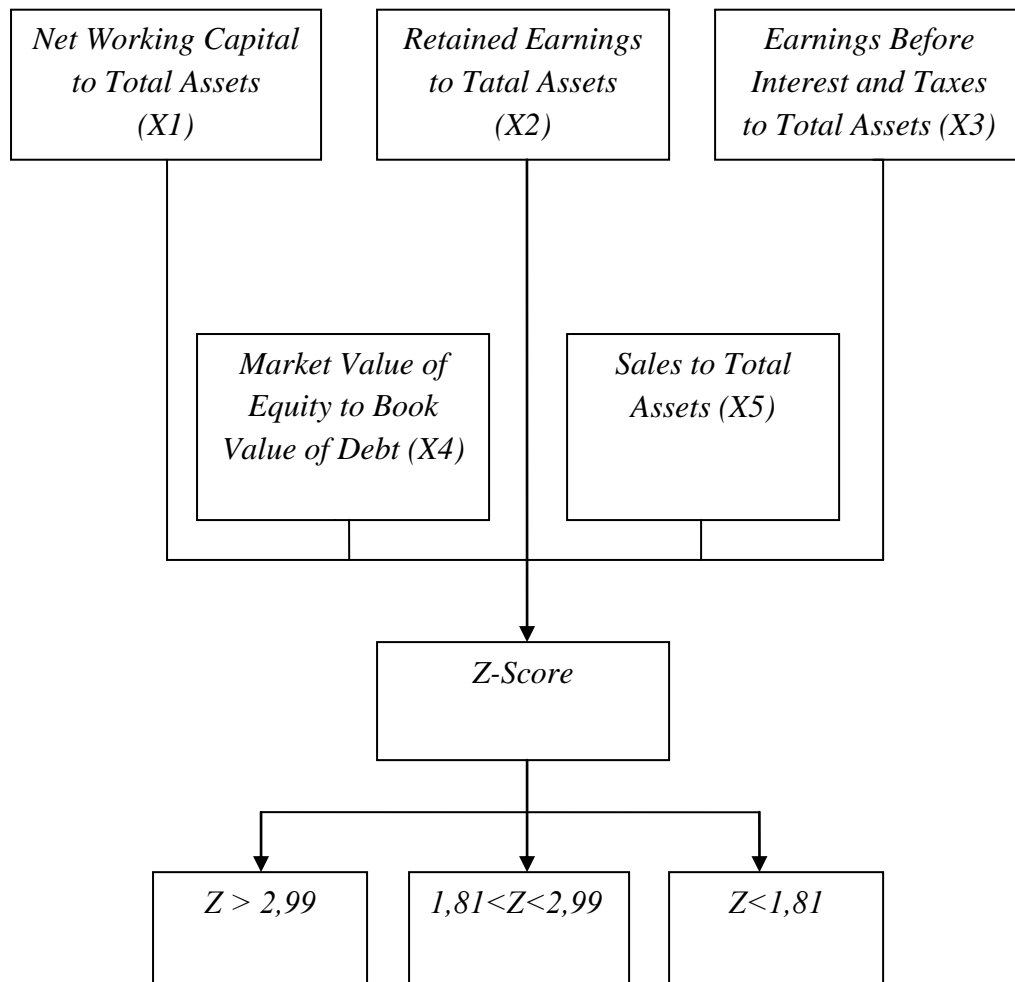 Net Working Capital
to Total Assets
(X1)
Retained Earnings
to Tatal Assets
(X2)
Earnings Before
Interest and Taxes
to Total Assets (X3)
Market Value of
Equity to Book
Value of Debt (X4)
Sales to Total
Assets (X5)
Z-Score
Z > 2,99
1,81<Z<2,99
Z<1,81